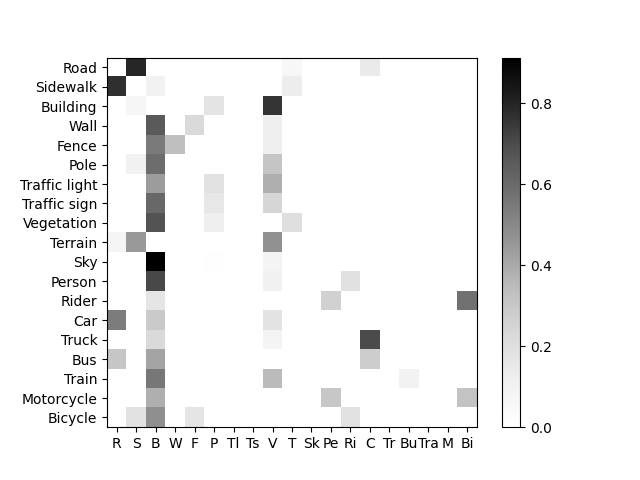 Road
Sidewalk
Building
Wall
Fence
Pole
Traffic light
Traffic sign
Vegetation
Terrain
Sky
Person
Rider
Car
Truck
Bus
Train
Motorcycle
Bicycle
R S B W F P Tl Ts V T Sk Pe Ri C Tr Bu Tra M Bi
0.8
0.6
0.4
0.2
0.0